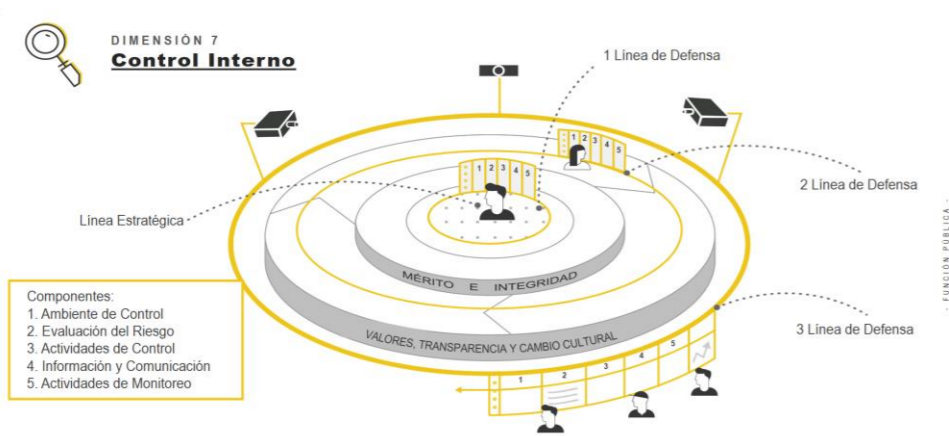 DIMENSIÓN 7
Control Interno
1 Línea de Defensa
1 2 3 4 5
1 2 3 4 5
2 Línea de Defensa
Línea Estratégica
- FUNCIÓN PÚBLICA -
MÉRITO E INTEGRIDAD
VALORES, TRANSPARENCIA Y CAMBIO CULTURAL
3 Línea de Defensa
Componentes:
1. Ambiente de Control
2. Evaluación del Riesgo
3. Actividades de Control
4. Información y Comunicación
5. Actividades de Monitoreo
1 2 3 4 5